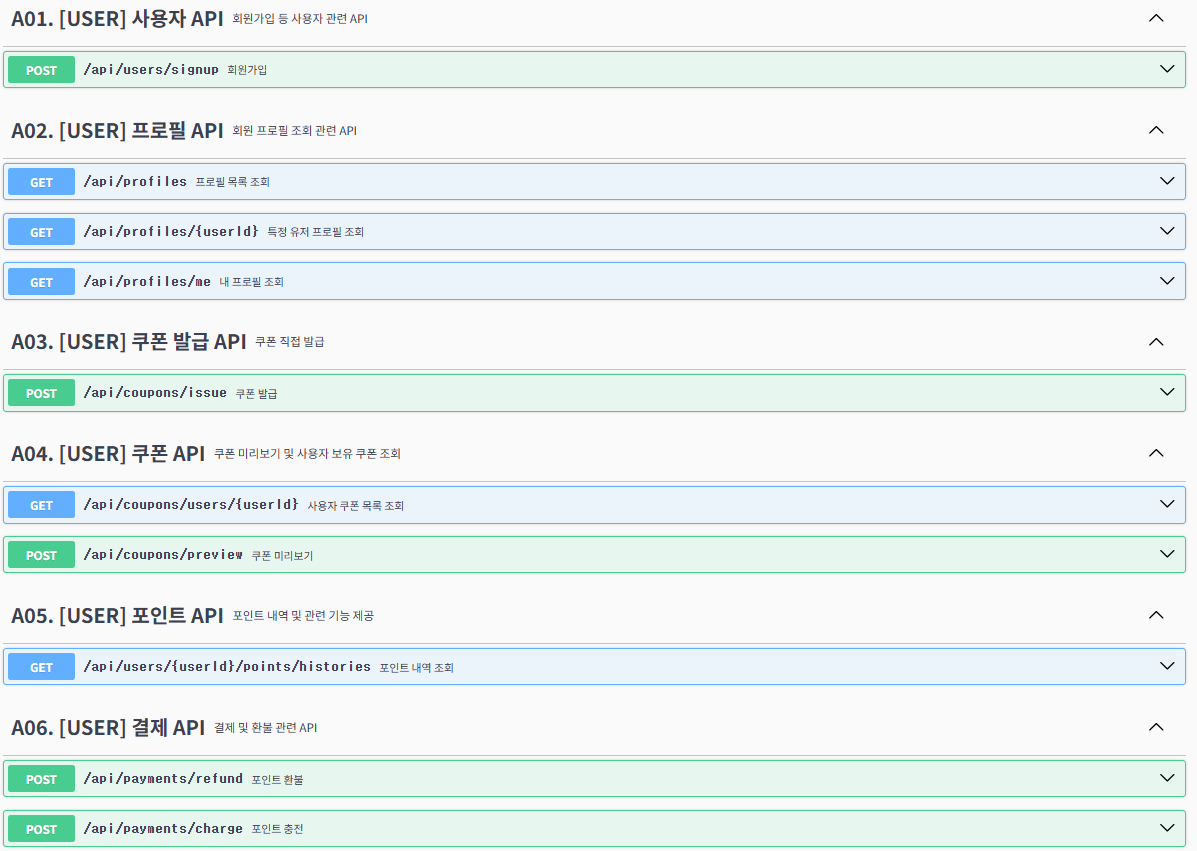 A01. [USER] 사용자 API 회원가입 등 사용자 관련 API
POST /api/users/signup 회원가입
A02. [USER] 프로필 API 회원 프로필 조회 관련 API
GET /api/profiles 프로필 목록 조회
GET /api/profiles/{userId} 특정 유저 프로필 조회
GET /api/profiles/me 내 프로필 조회
A03. [USER] 쿠폰 발급 API 쿠폰 직접 발급
POST /api/coupons/issue 쿠폰 발급
A04. [USER] 쿠폰 API 쿠폰 미리보기 및 사용자 보유 쿠폰 조회
GET /api/coupons/users/{userId} 사용자 쿠폰 목록 조회
POST /api/coupons/preview 쿠폰 미리보기
A05. [USER] 포인트 API 포인트 내역 및 관련 기능 제공
GET /api/users/{userId}/points/histories 포인트 내역 조회
A06. [USER] 결제 API 결제 및 환불 관련 API
POST /api/payments/refund 포인트 환불
POST /api/payments/charge 포인트 충전